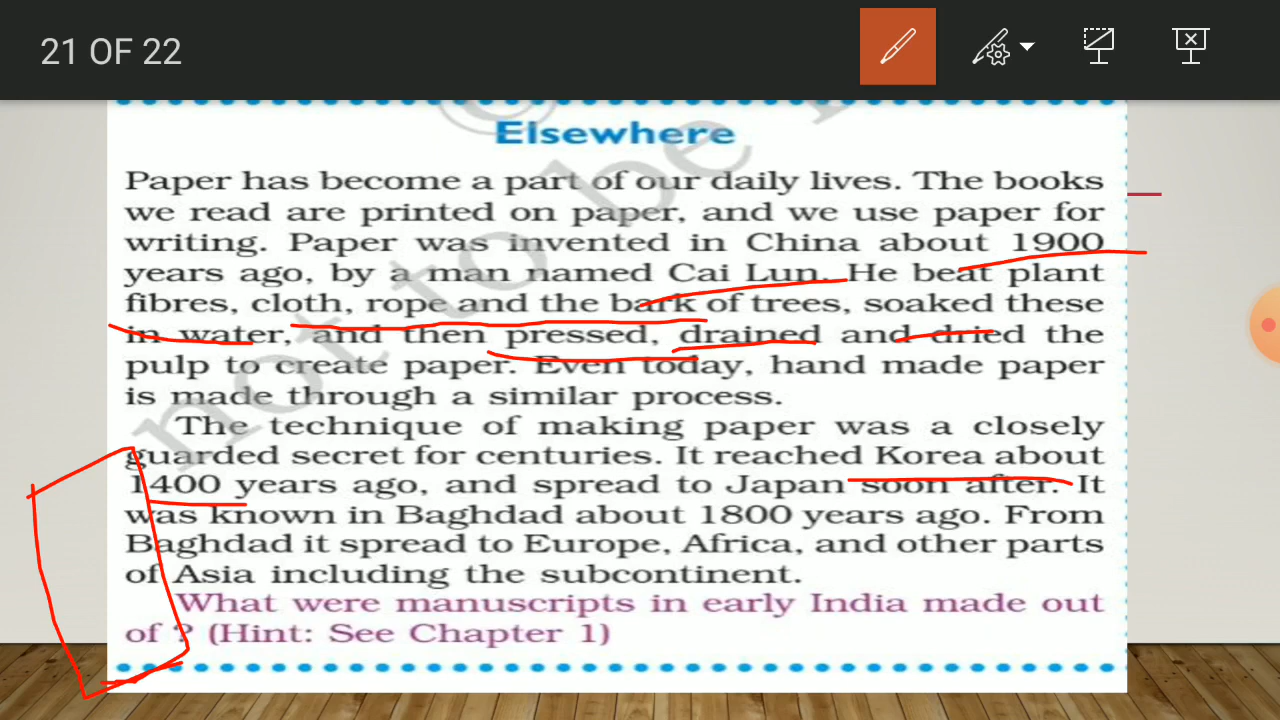 21 OF 22
Elsewhere
Paper has become a part of our daily lives. The books
we read are printed on paper, and we use paper for
writing. Paper was invented in China about 1900
years ago, by a man named Cai Lun. He beat plant
fibres, cloth, rope and the bark of trees, soaked these
in water, and then pressed, drained and dried the
pulp to create paper. Even today, hand made paper
is made through a similar process.
The technique of making paper was a closely
guarded secret for centuries. It reached Korea about
1400 years ago, and spread to Japan soon after. It
was known in Baghdad about 1800 years ago. From
Baghdad it spread to Europe, Africa, and other parts
of Asia including the subcontinent.
What were manuscripts in early India made out
of ? (Hint: See Chapter 1)
not to be